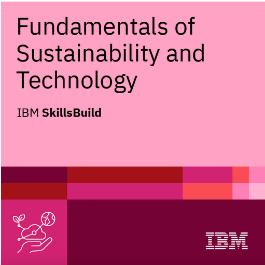 Fundamentals of
Sustainability and
Technology
IBM SkillsBuild
IBM